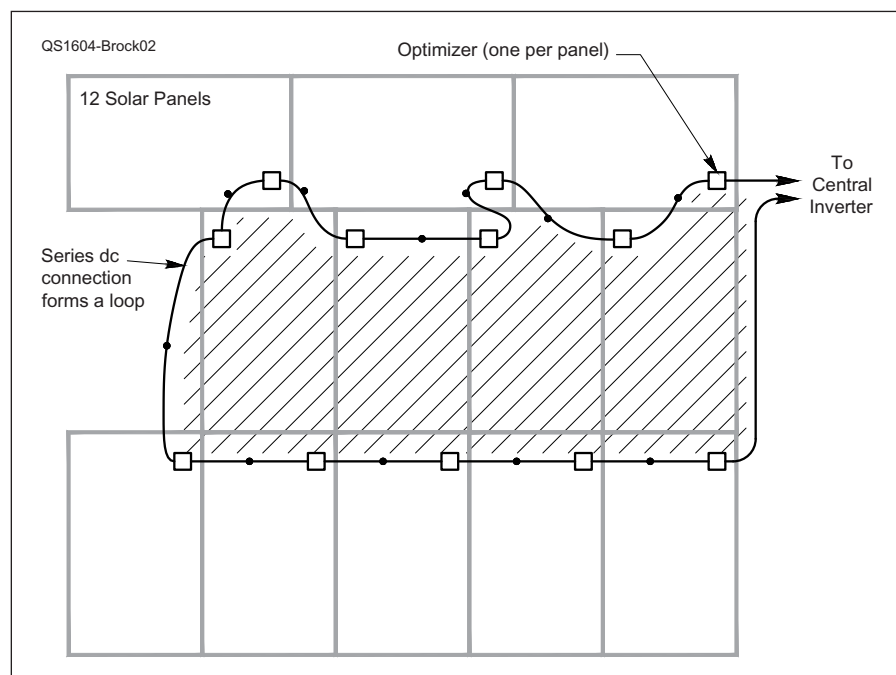 QS1604-Brock02
Optimizer (one per panel)
12 Solar Panels
To
Central
Inverter
Series dc
connection
forms a loop